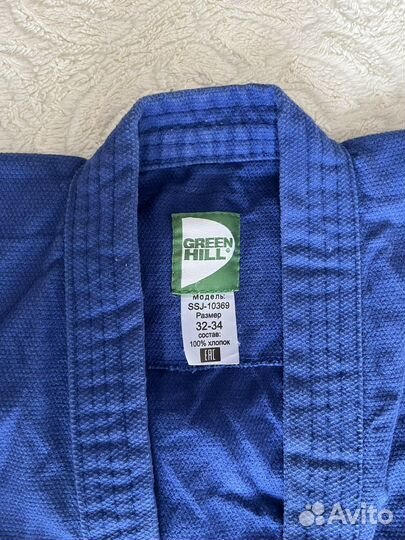 GREEN
HILL®
Модель:
SSJ-10369
Размер
32-34
состав:
100% хлопок
EAC
Avito